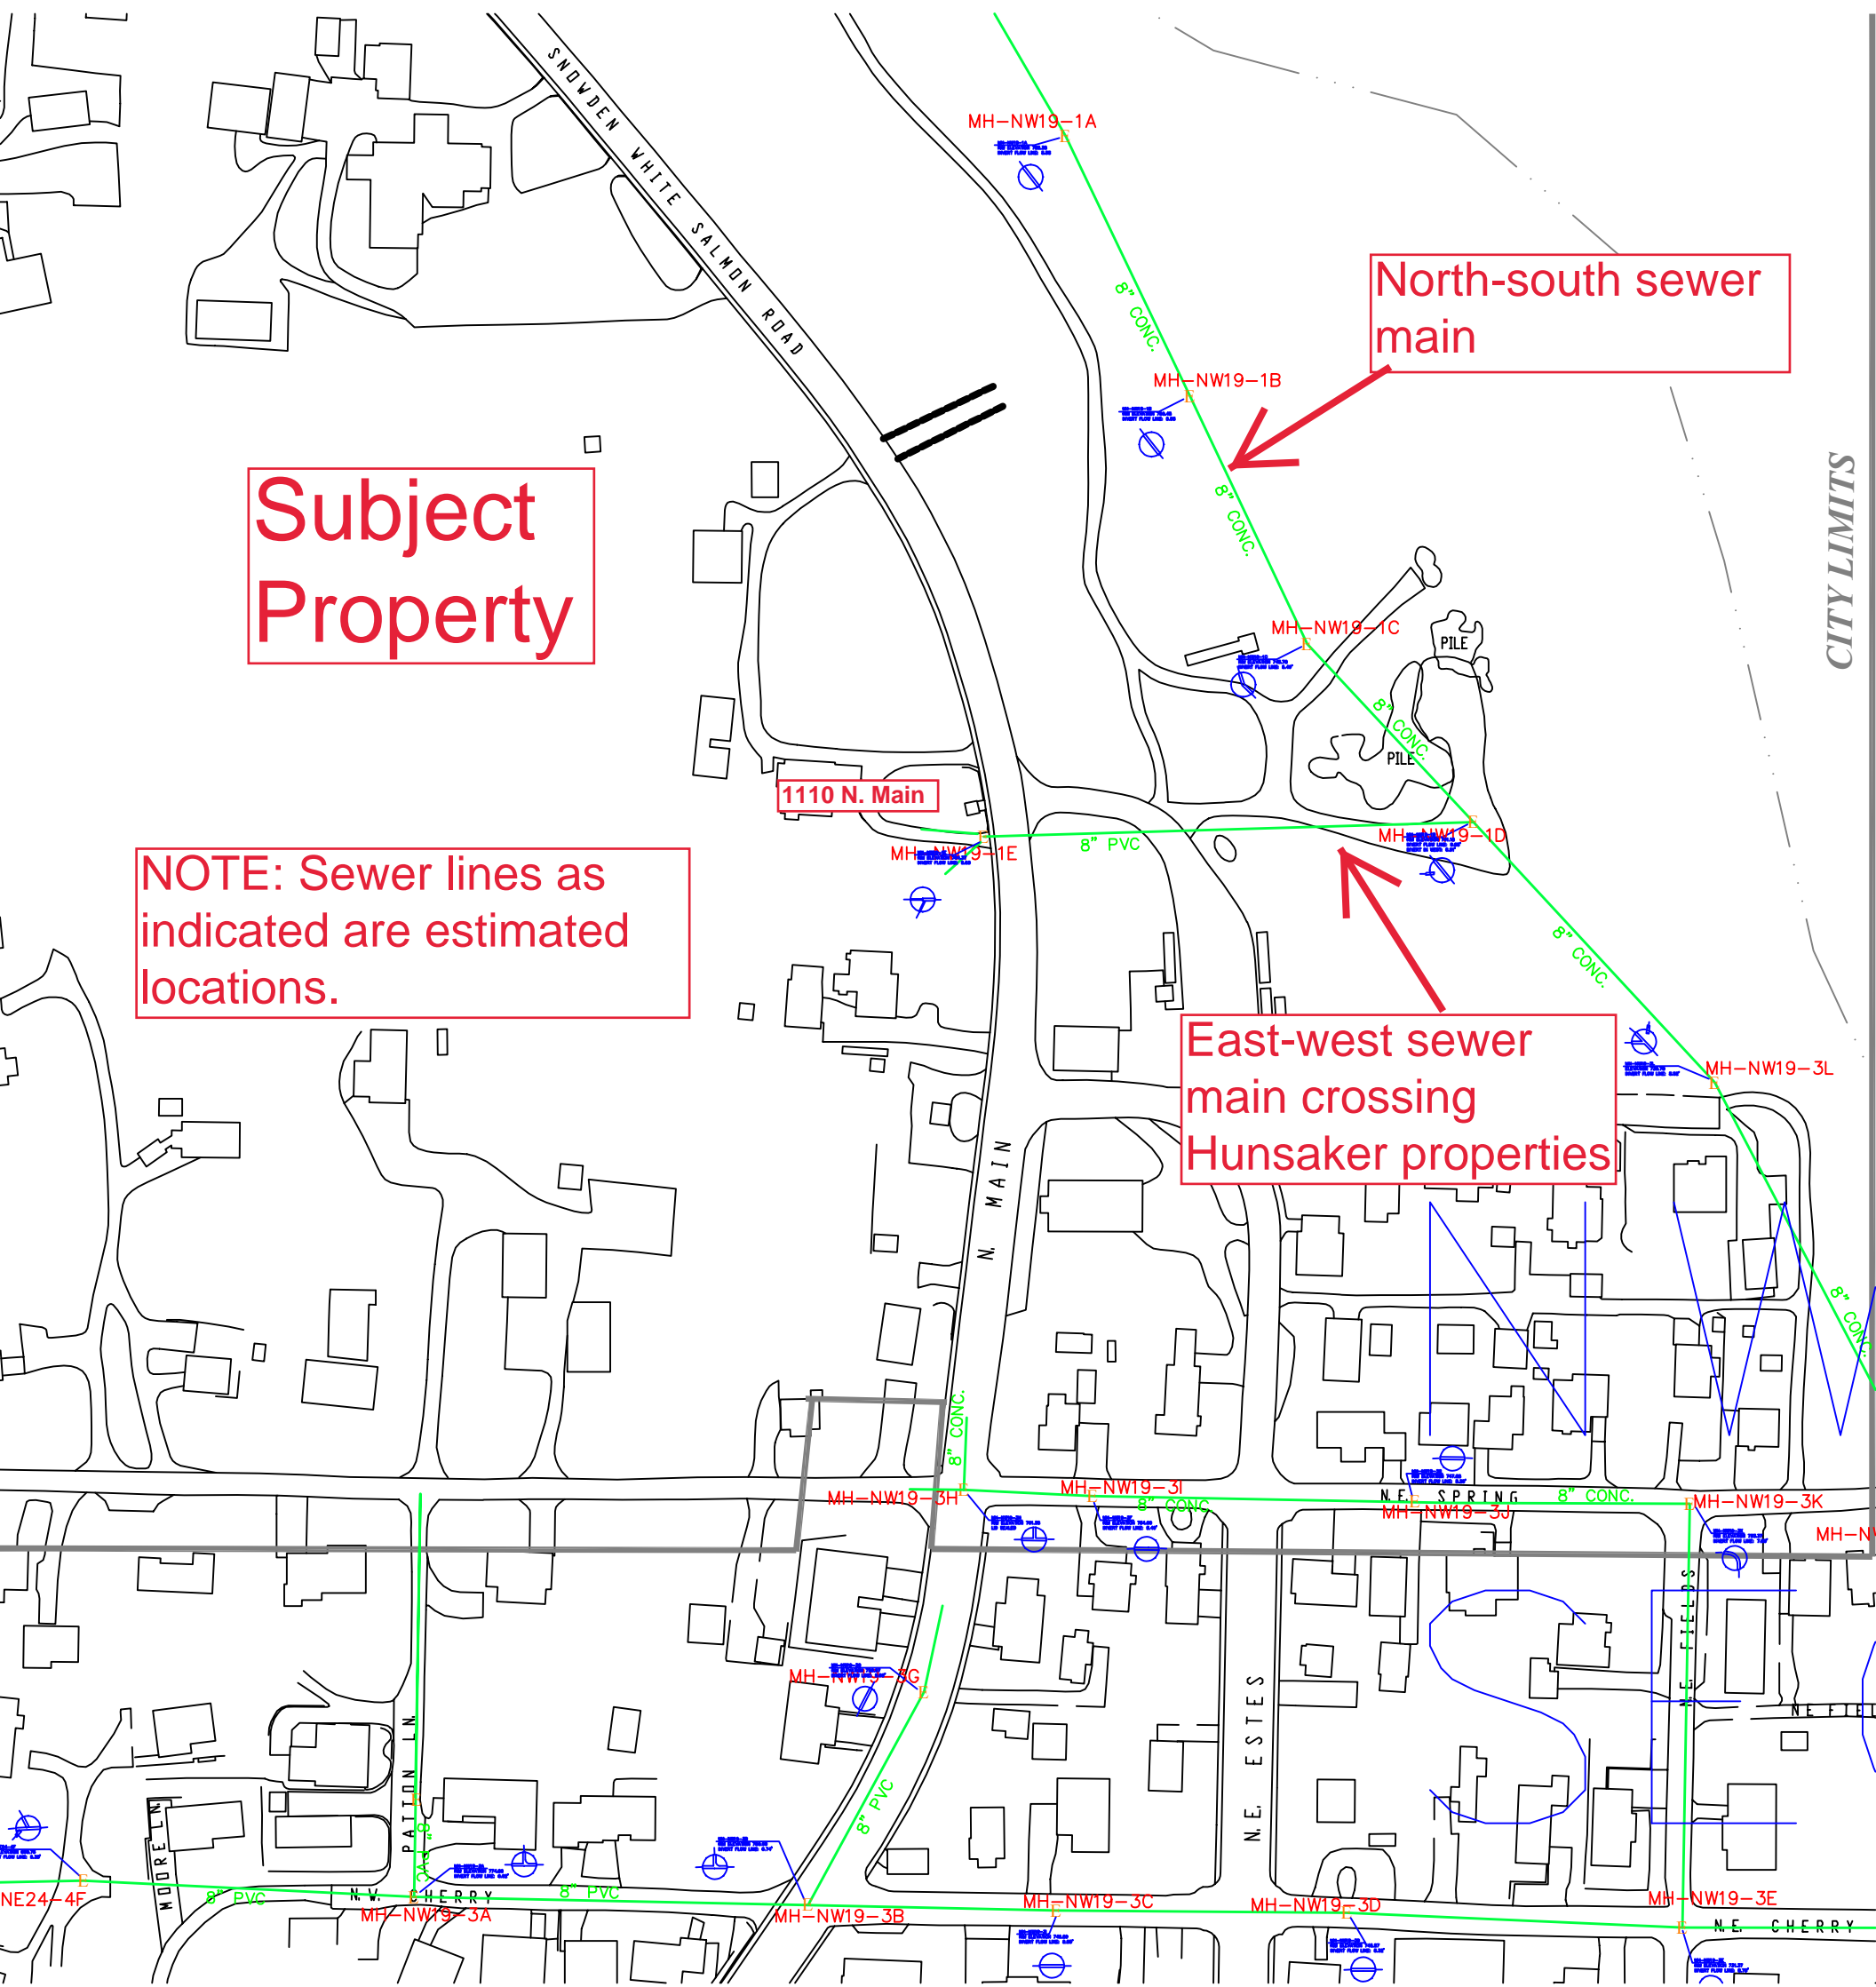 SNOWDEN WHITE SALMON ROAD
MH-NW19-1A
8" CONC.
North-south sewer
main
MH-NW19-1B
8" CONC.
CITY LIMITS
Subject
Property
MH-NW19-1C
PILE
8" CONC.
PILE
1110 N. Main
MH-NW19-1D
8" PVC
MH-NW19-1E
NOTE: Sewer lines as
indicated are estimated
locations.
8" CONC.
East-west sewer
main crossing
Hunsaker properties
MH-NW19-3L
N. MAIN
8" CONC.
8" CONC.
MH-NW19-3H
MH-NW19-3I
8" CONC.
N.E. SPRING
8" CONC.
MH-NW19-3J
MH-NW19-3K
N.E. FIELDS
MH-NW19-3G
N.E. ESTES
PATTON LN.
8" PVC
MOORE LN.
8" PVC
NE24-4F
8" PVC
N.W. CHERRY
8" PVC
MH-NW19-3A
MH-NW19-3B
MH-NW19-3C
MH-NW19-3D
MH-NW19-3E
N.E. CHERRY